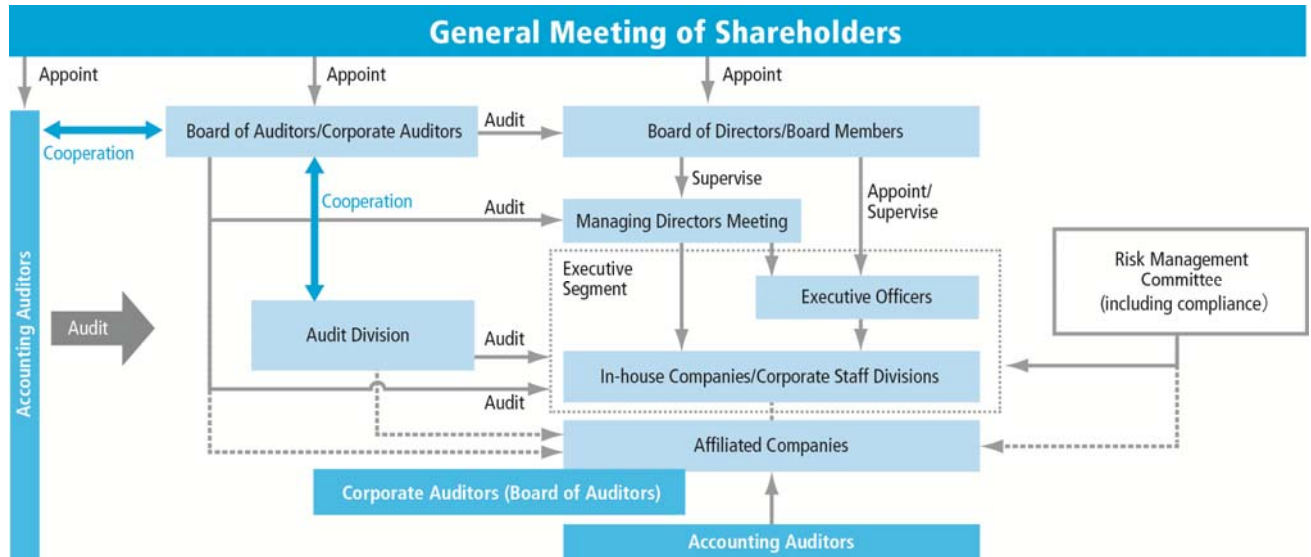 General Meeting of Shareholders
Appoint
Appoint
Appoint
Board of Auditors/Corporate Auditors
Audit
Board of Directors/Board Members
Cooperation
Supervise
Appoint/
Supervise
Cooperation
Audit
Managing Directors Meeting
Executive
Segment
Risk Management
Committee
(including compliance)
Executive Officers
Accounting Auditors
Audit
Audit Division
Audit
In-house Companies/Corporate Staff Divisions
Audit
Affiliated Companies
Corporate Auditors (Board of Auditors)
Accounting Auditors